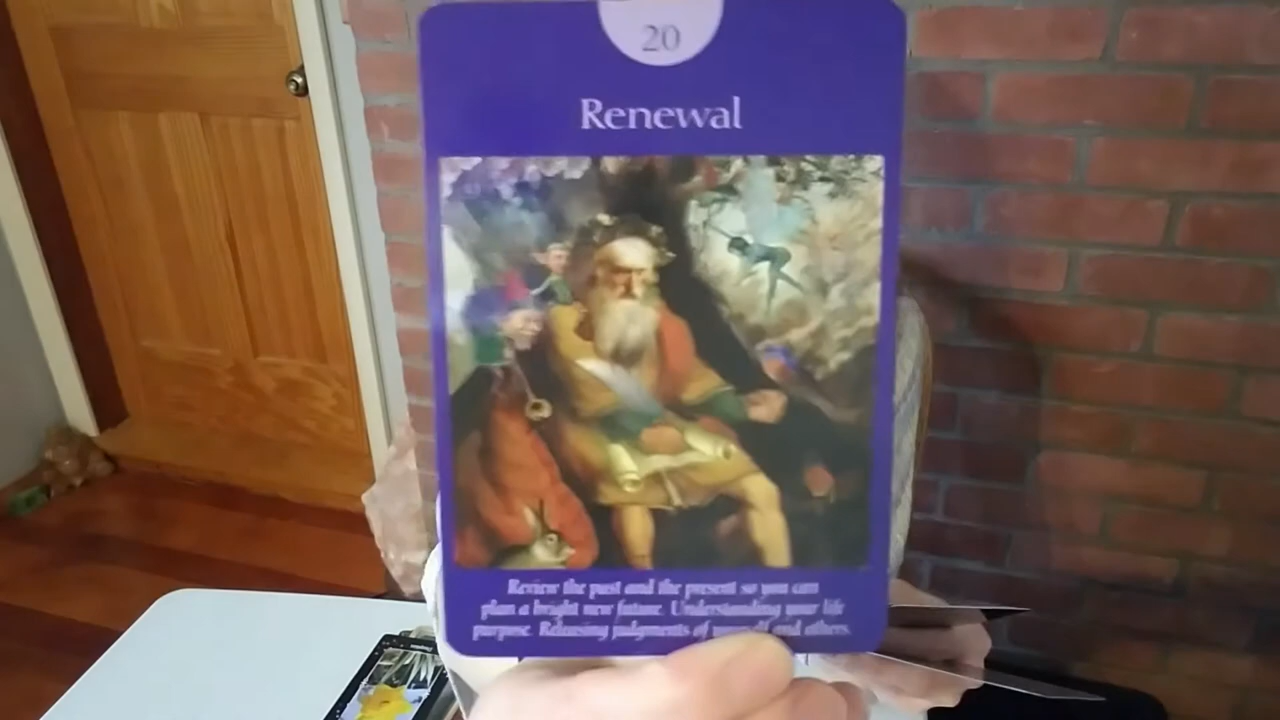 20
Renewal
Review the past and the present so you can
plan a bright new future. Understanding your life
purpose. Releasing judgments of yourself and others.